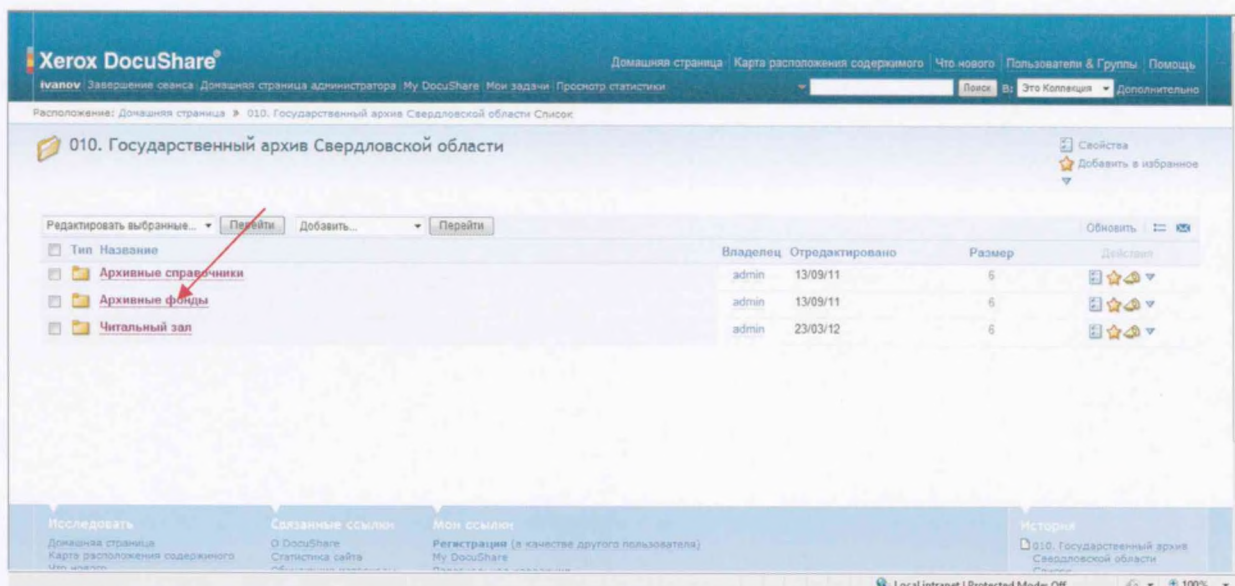 Xerox DocuShare®
Домашняя страница Карта расположения содержимого Что нового Пользователи & Группы Помощь
ivanov Завершение сеанса Домашняя страница администратора My DocuShare Мои задачи Просмотр статистики Поиск В: Это Коллекция Дополнительно
Расположение: Домашняя страница 010. Государственный архив Свердловской области Список
010. Государственный архив Свердловской области
Свойства
Добавить в избранное
Редактировать выбранные... Перейти Добавить... Перейти Обновить
Тип Название Владелец Отредактировано Размер Действия
Архивные справочники admin 13/09/11 6
Архивные фонды admin 13/09/11 6
Читальный зал admin 23/03/12 6
Исследовать Связанные ссылки Мои ссылки История
Домашняя страница О DocuShare Регистрация (в качестве другого пользователя) 010. Государственный архив
Карта расположения содержимого Статистика сайта My DocuShare Свердловской области
Что нового
Local intranet | Protected Mode: Off 100%